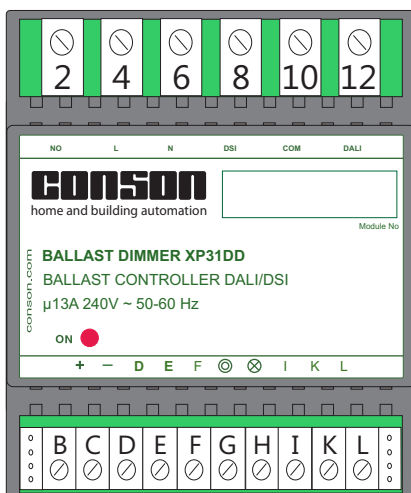 2 4 6 8 10 12
NO L N DSI COM DALI
conson
home and building automation
Module No
conson.com
BALLAST DIMMER XP31DD
BALLAST CONTROLLER DALI/DSI
µ13A 240V ~ 50-60 Hz
ON
+ − D E F ◎ ⊗ I K L
B C D E F G H I K L